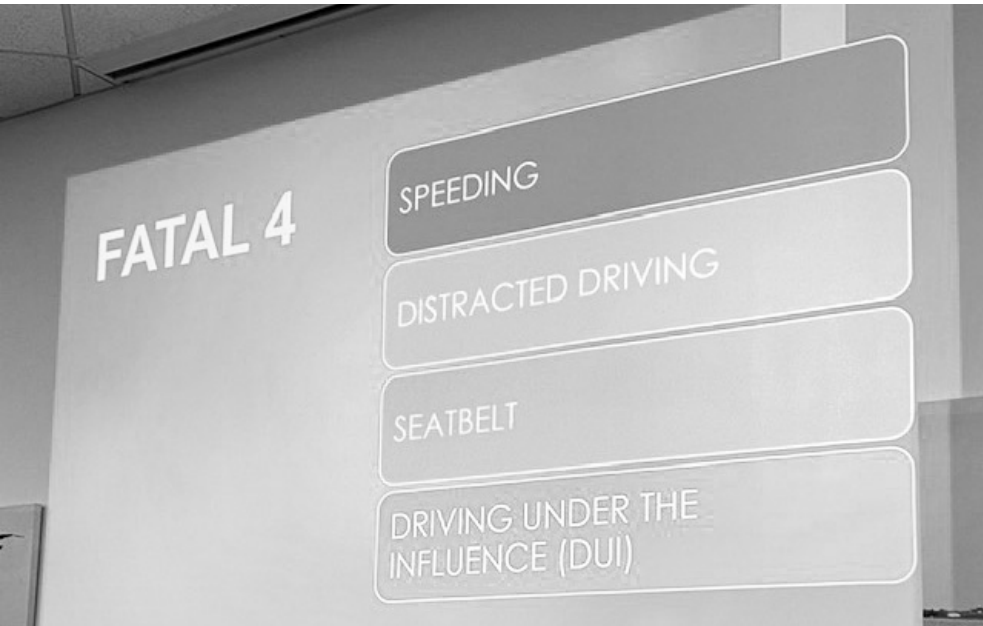 FATAL 4
SPEEDING
DISTRACTED DRIVING
SEATBELT
DRIVING UNDER THE
INFLUENCE (DUI)